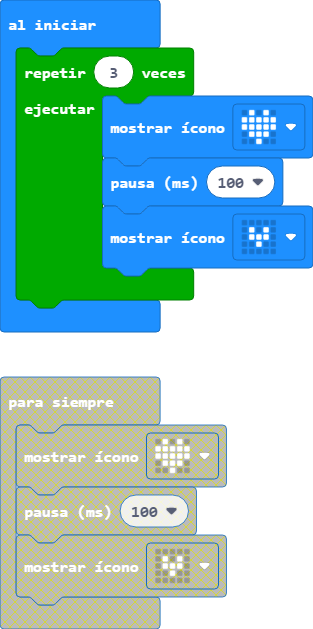 al iniciar
repetir 3 veces
ejecutar
mostrar ícono
pausa (ms) 100
mostrar ícono
para siempre
mostrar ícono
pausa (ms) 100
mostrar ícono